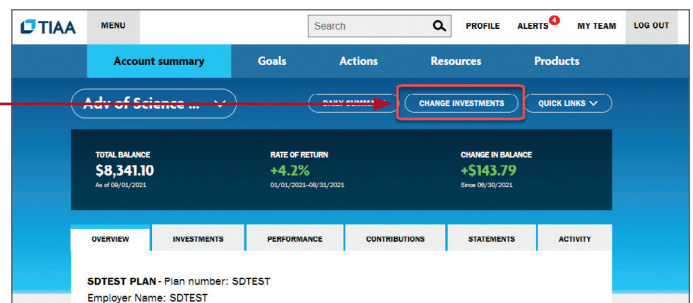 TIAA MENU Search PROFILE ALERTS 4 MY TEAM LOG OUT
Account summary Goals Actions Resources Products
Adv of Science ... DAILY SUMMARY CHANGE INVESTMENTS QUICK LINKS
TOTAL BALANCE RATE OF RETURN CHANGE IN BALANCE
$8,341.10 +4.2% +$143.79
As of 09/01/2021 01/01/2021-08/31/2021 Since 08/30/2021
OVERVIEW INVESTMENTS PERFORMANCE CONTRIBUTIONS STATEMENTS ACTIVITY
SDTEST PLAN - Plan number: SDTEST
Employer Name: SDTEST